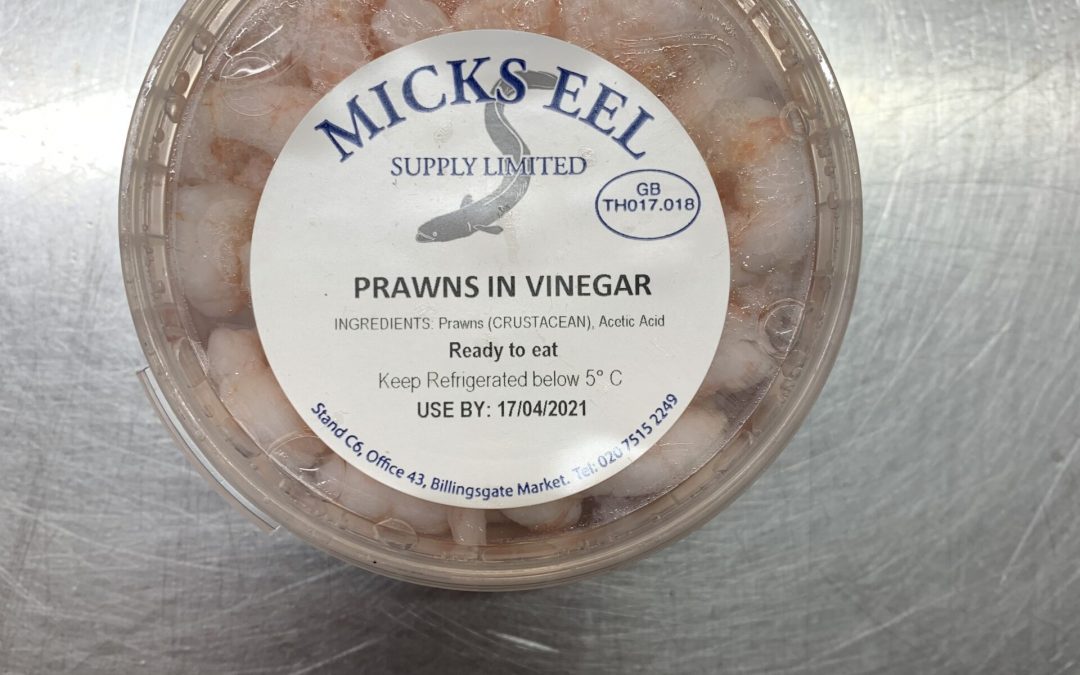 MICKS EEL
SUPPLY LIMITED
GB
TH017.018
PRAWNS IN VINEGAR
INGREDIENTS: Prawns (CRUSTACEAN), Acetic Acid
Ready to eat
Keep Refrigerated below 5° C
USE BY: 17/04/2021
Stand C6, Office 43, Billingsgate Market. Tel: 020 7515 2249